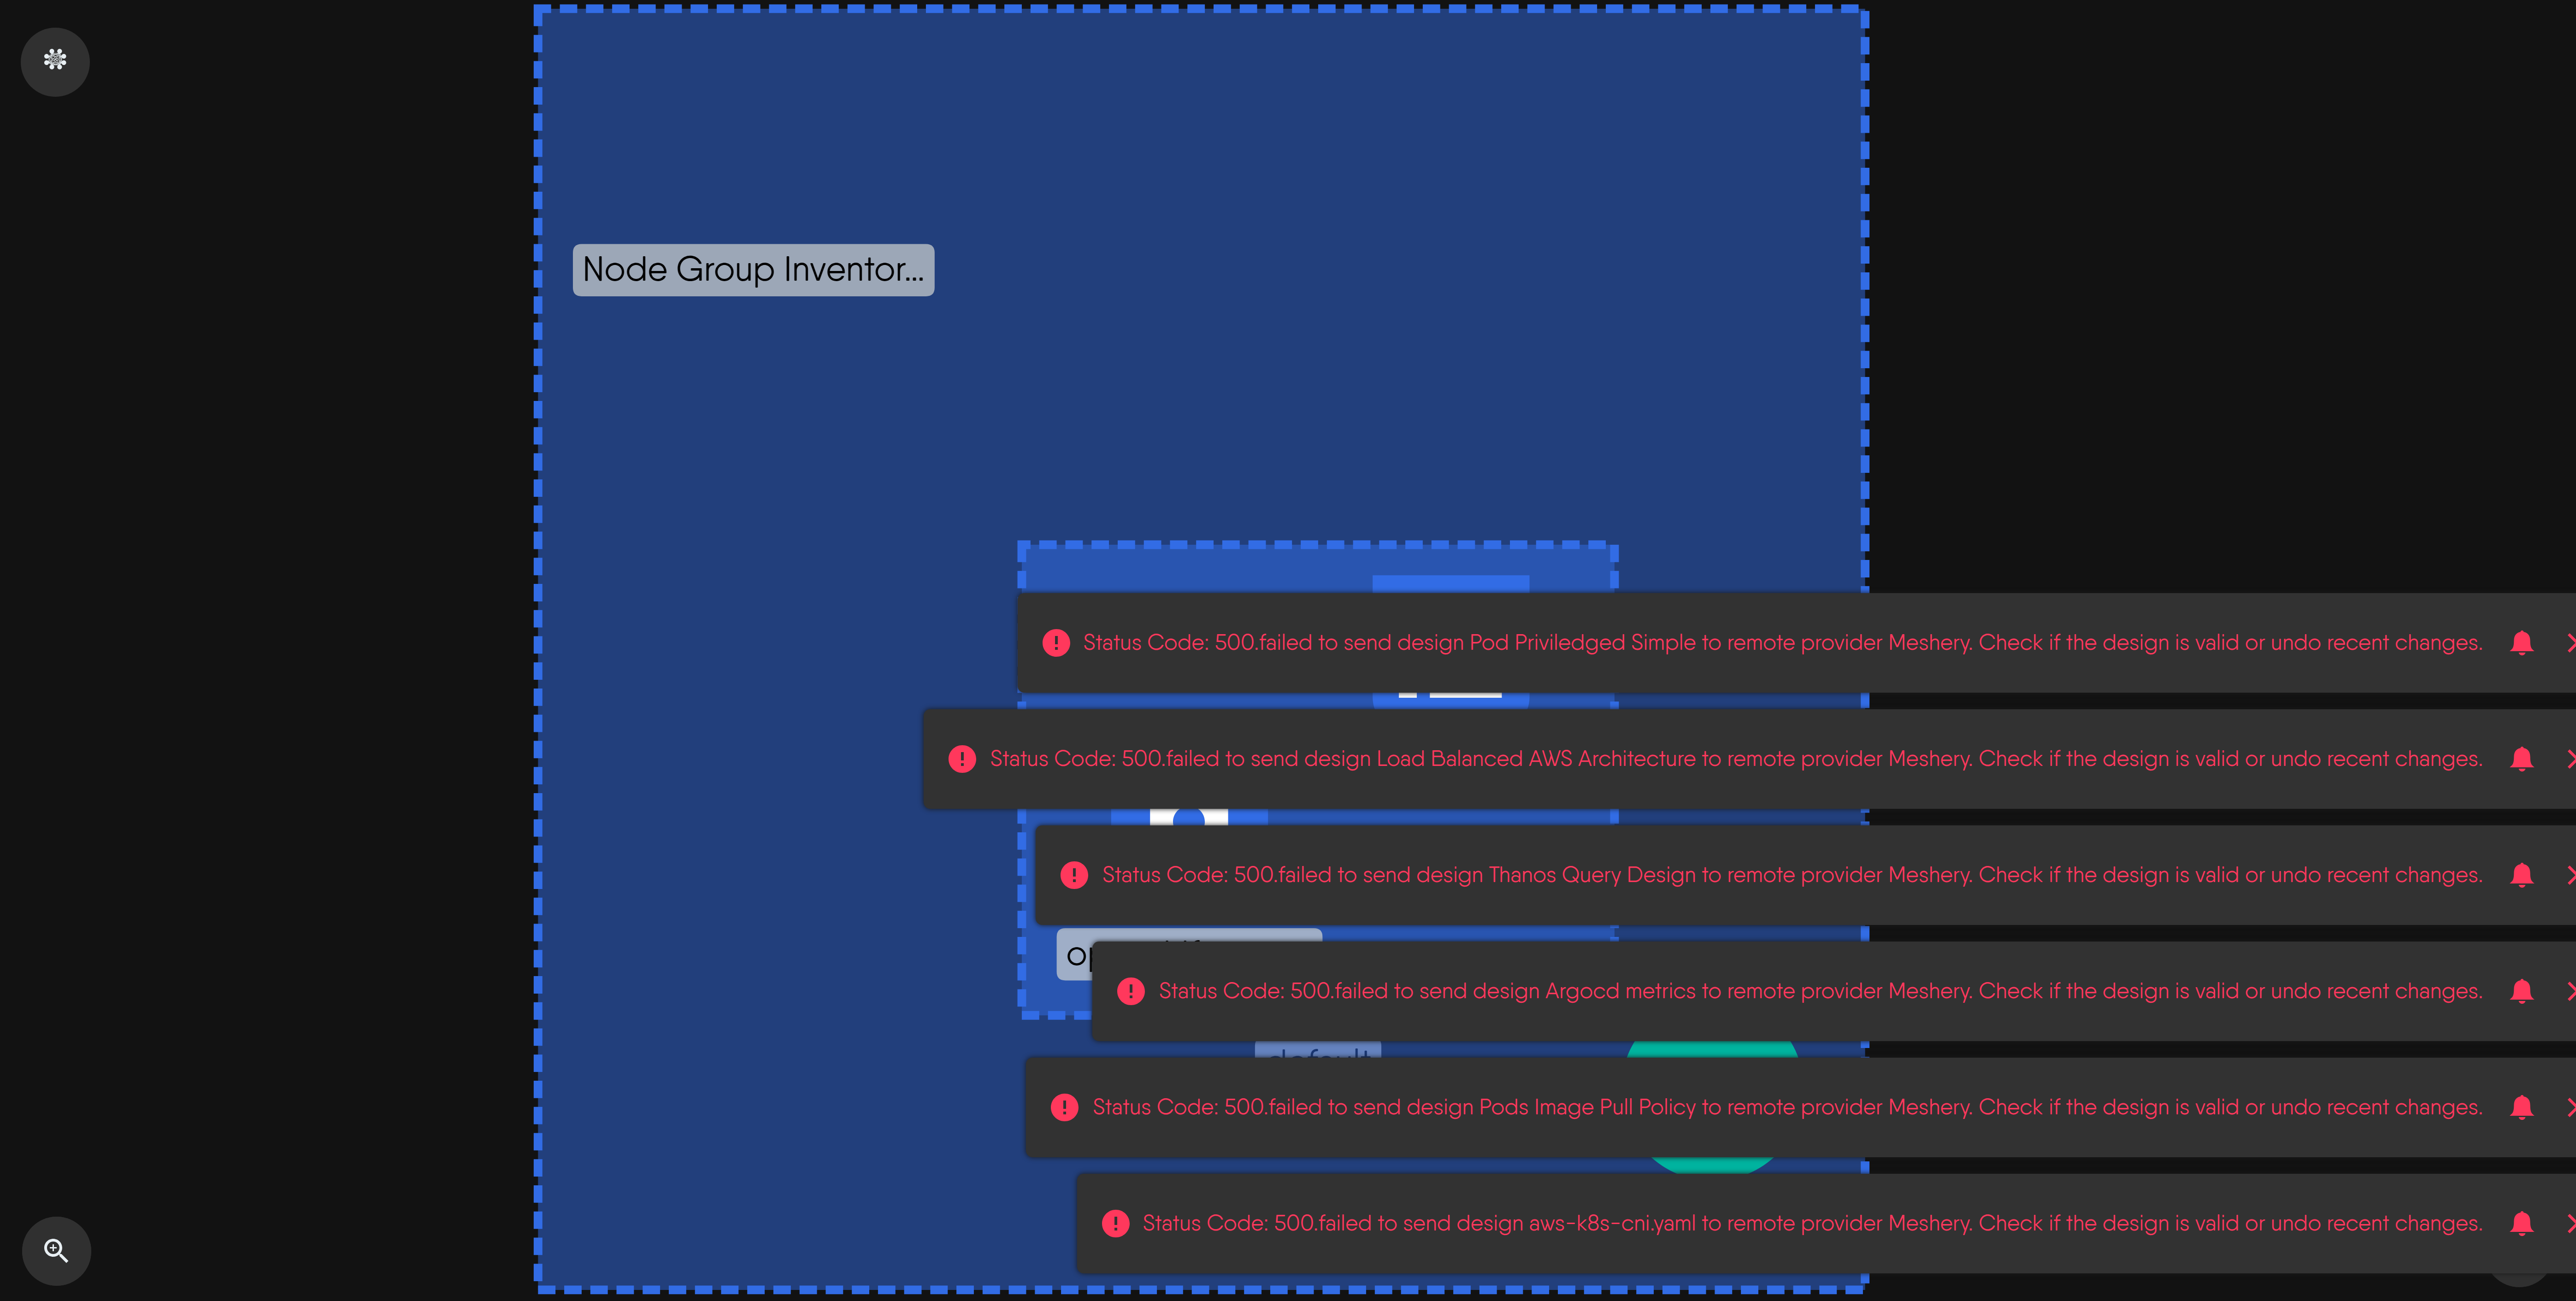 Node Group Inventor...
Status Code: 500.failed to send design Pod Priviledged Simple to remote provider Meshery. Check if the design is valid or undo recent changes.
Status Code: 500.failed to send design Load Balanced AWS Architecture to remote provider Meshery. Check if the design is valid or undo recent changes.
Status Code: 500.failed to send design Thanos Query Design to remote provider Meshery. Check if the design is valid or undo recent changes.
Status Code: 500.failed to send design Argocd metrics to remote provider Meshery. Check if the design is valid or undo recent changes.
default
Status Code: 500.failed to send design Pods Image Pull Policy to remote provider Meshery. Check if the design is valid or undo recent changes.
Status Code: 500.failed to send design aws-k8s-cni.yaml to remote provider Meshery. Check if the design is valid or undo recent changes.